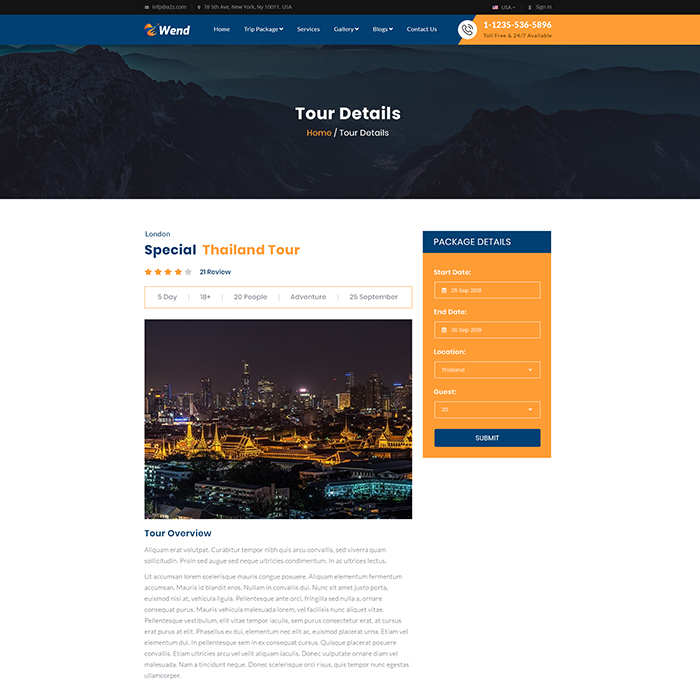 infp@a2z.com
78 5th Ave, New York, Ny 10011, USA
USA
Sign In
Wend
Home
Trip Package
Services
Gallery
Blogs
Contact Us
1-1235-536-5896
Toll Free & 24/7 Available
Tour Details
Home / Tour Details
London
Special Thailand Tour
21 Review
5 Day
18+
20 People
Adventure
25 September
Tour Overview
Aliquam erat volutpat. Curabitur tempor nibh quis arcu convallis, sed viverra quam
sollicitudin. Proin sed augue sed neque ultricies condimentum. In ac ultrices lectus.
Ut accumsan lorem scelerisque mauris congue posuere. Aliquam elementum fermentum
accumsan. Mauris id blandit eros. Nullam in convallis dui. Nunc sit amet justo porta,
euismod nisi at, vehicula ligula. Pellentesque ante orci, fringilla sed nulla a, ornare
consequat purus. Mauris vehicula malesuada lorem, vel facilisis nunc aliquet vitae.
Pellentesque vestibulum, elit vitae tempor iaculis, sem purus consectetur erat, at cursus
erat purus at elit. Phasellus ex dui, elementum nec elit ac, euismod placerat urna. Etiam vel
elementum dui. In pellentesque sem in ex consequat cursus. Quisque placerat posuere
convallis. Etiam ultricies arcu vel velit aliquam iaculis. Donec vulputate ornare diam vel
malesuada. Nam a tincidunt neque. Donec scelerisque orci risus, quis tempor nunc egestas
ullamcorper.
PACKAGE DETAILS
Start Date:
25 Sep 2019
End Date:
30 Sep 2019
Location:
Thailand
Guest:
20
SUBMIT